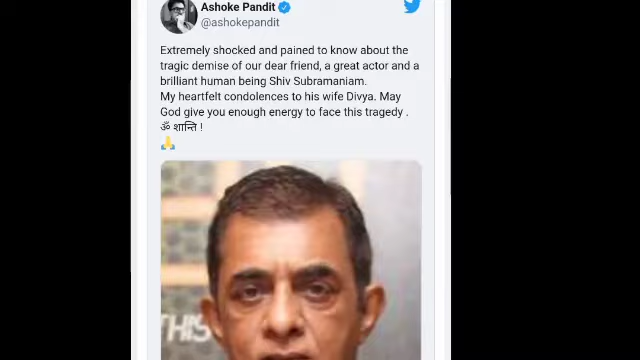 Ashoke Pandit
@ashokepandit
Extremely shocked and pained to know about the
tragic demise of our dear friend, a great actor and a
brilliant human being Shiv Subramaniam.
My heartfelt condolences to his wife Divya. May
God give you enough energy to face this tragedy .
ॐ शान्ति !
THIS